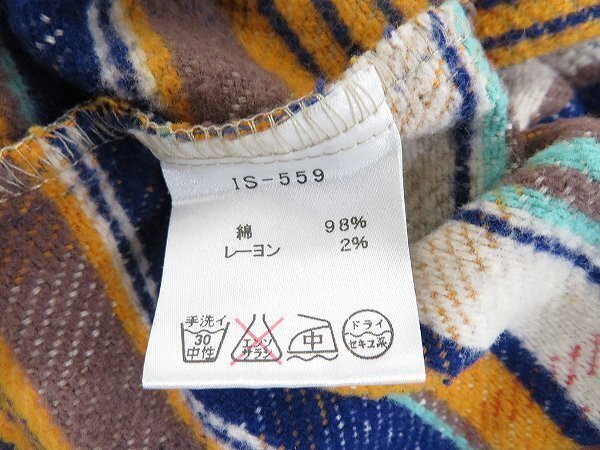 IS-559
綿 98%
レーヨン 2%
手洗イ
30
中性
エンソ
サラシ
中
ドライ
セキユ系